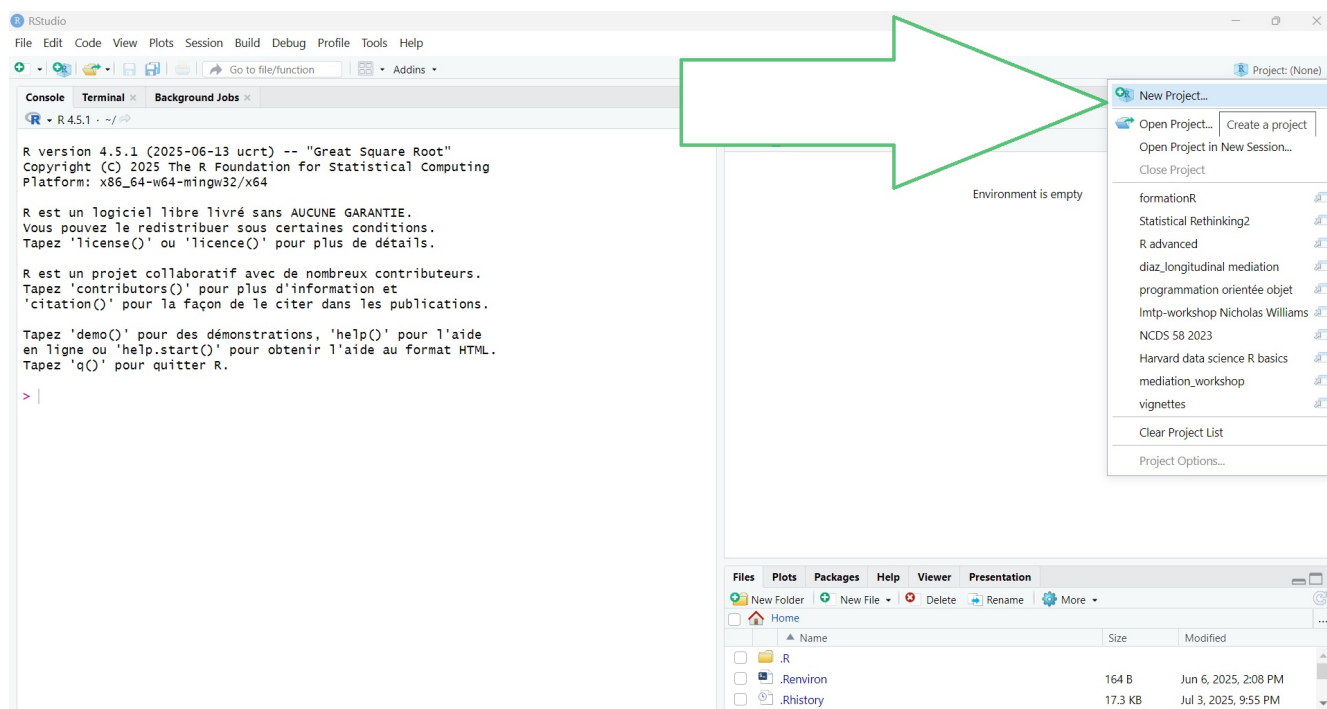 RStudio
File Edit Code View Plots Session Build Debug Profile Tools Help
Go to file/function Addins
Project: (None)
Console Terminal Background Jobs
R 4.5.1 · ~/
R version 4.5.1 (2025-06-13 ucrt) -- "Great Square Root"
Copyright (C) 2025 The R Foundation for Statistical Computing
Platform: x86_64-w64-mingw32/x64
R est un logiciel libre livré sans AUCUNE GARANTIE.
Vous pouvez le redistribuer sous certaines conditions.
Tapez 'license()' ou 'licence()' pour plus de détails.
R est un projet collaboratif avec de nombreux contributeurs.
Tapez 'contributors()' pour plus d'information et
'citation()' pour la façon de le citer dans les publications.
Tapez 'demo()' pour des démonstrations, 'help()' pour l'aide
en ligne ou 'help.start()' pour obtenir l'aide au format HTML.
Tapez 'q()' pour quitter R.
>
Environment is empty
New Project...
Open Project... Create a project
Open Project in New Session...
Close Project
formationR
Statistical Rethinking2
R advanced
diaz_longitudinal mediation
programmation orientée objet
lmtp-workshop Nicholas Williams
NCDS 58 2023
Harvard data science R basics
mediation_workshop
vignettes
Clear Project List
Project Options...
Files Plots Packages Help Viewer Presentation
New Folder New File Delete Rename More
Home ...
Name Size Modified
.R
.Renviron 164 B Jun 6, 2025, 2:08 PM
.Rhistory 17.3 KB Jul 3, 2025, 9:55 PM